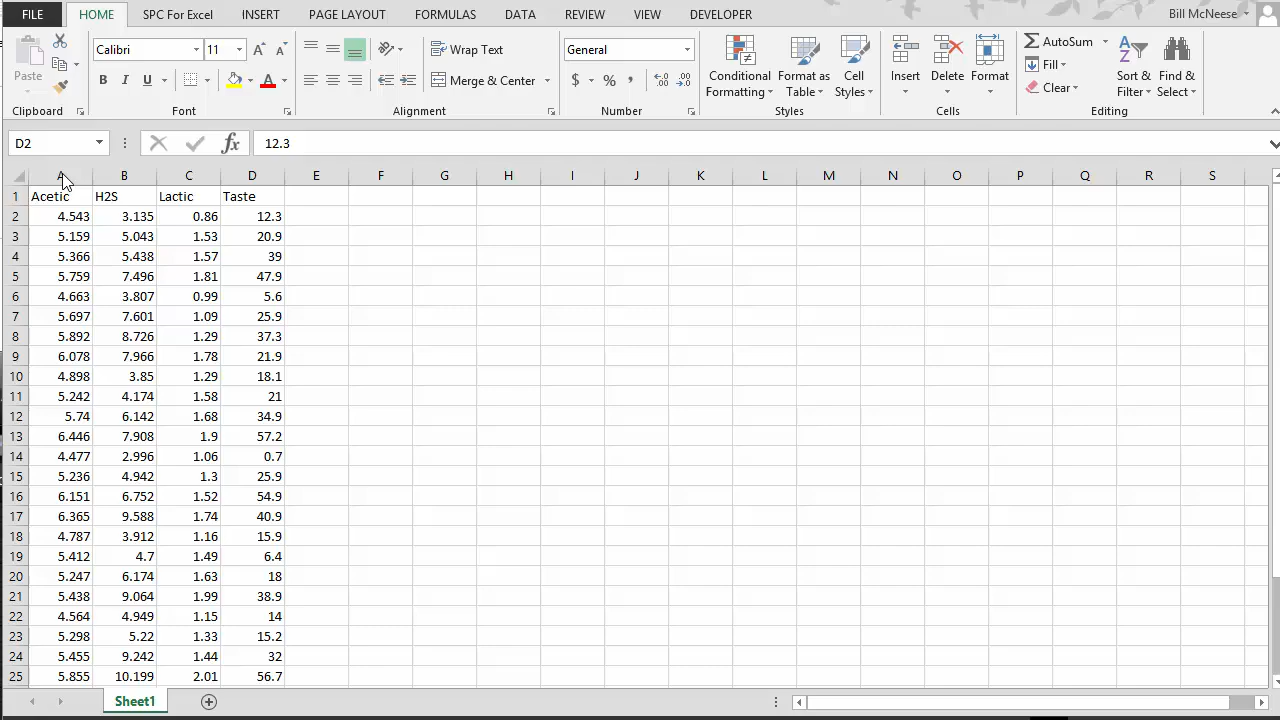 FILE HOME SPC For Excel INSERT PAGE LAYOUT FORMULAS DATA REVIEW VIEW DEVELOPER Bill McNeese
Paste Calibri 11 Wrap Text General Conditional Formatting Format as Table Cell Styles Insert Delete Format AutoSum Sort & Filter Find & Select
B I U Merge & Center $ % , Fill
Clear
Clipboard Font Alignment Number Styles Cells Editing
D2 fx 12.3
A B C D E F G H I J K L M N O P Q R S
1 Acetic H2S Lactic Taste
2 4.543 3.135 0.86 12.3
3 5.159 5.043 1.53 20.9
4 5.366 5.438 1.57 39
5 5.759 7.496 1.81 47.9
6 4.663 3.807 0.99 5.6
7 5.697 7.601 1.09 25.9
8 5.892 8.726 1.29 37.3
9 6.078 7.966 1.78 21.9
10 4.898 3.85 1.29 18.1
11 5.242 4.174 1.58 21
12 5.74 6.142 1.68 34.9
13 6.446 7.908 1.9 57.2
14 4.477 2.996 1.06 0.7
15 5.236 4.942 1.3 25.9
16 6.151 6.752 1.52 54.9
17 6.365 9.588 1.74 40.9
18 4.787 3.912 1.16 15.9
19 5.412 4.7 1.49 6.4
20 5.247 6.174 1.63 18
21 5.438 9.064 1.99 38.9
22 4.564 4.949 1.15 14
23 5.298 5.22 1.33 15.2
24 5.455 9.242 1.44 32
25 5.855 10.199 2.01 56.7
Sheet1